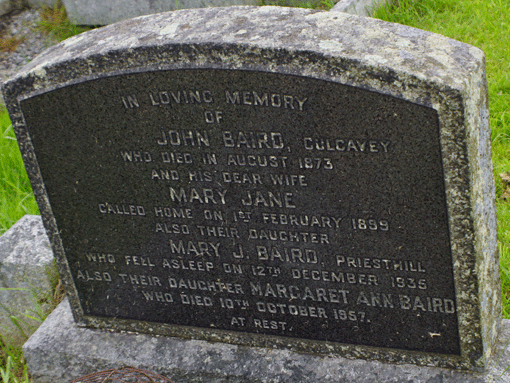 IN LOVING MEMORY
OF
JOHN BAIRD, CULCAVEY
WHO DIED IN AUGUST 1873
AND HIS DEAR WIFE
MARY JANE
CALLED HOME ON 1ST FEBRUARY 1899
ALSO THEIR DAUGHTER
MARY J. BAIRD, PRIESTHILL
WHO FELL ASLEEP ON 12TH DECEMBER 1935
ALSO THEIR DAUGHTER MARGARET ANN BAIRD
WHO DIED 10TH OCTOBER 1957.
AT REST.